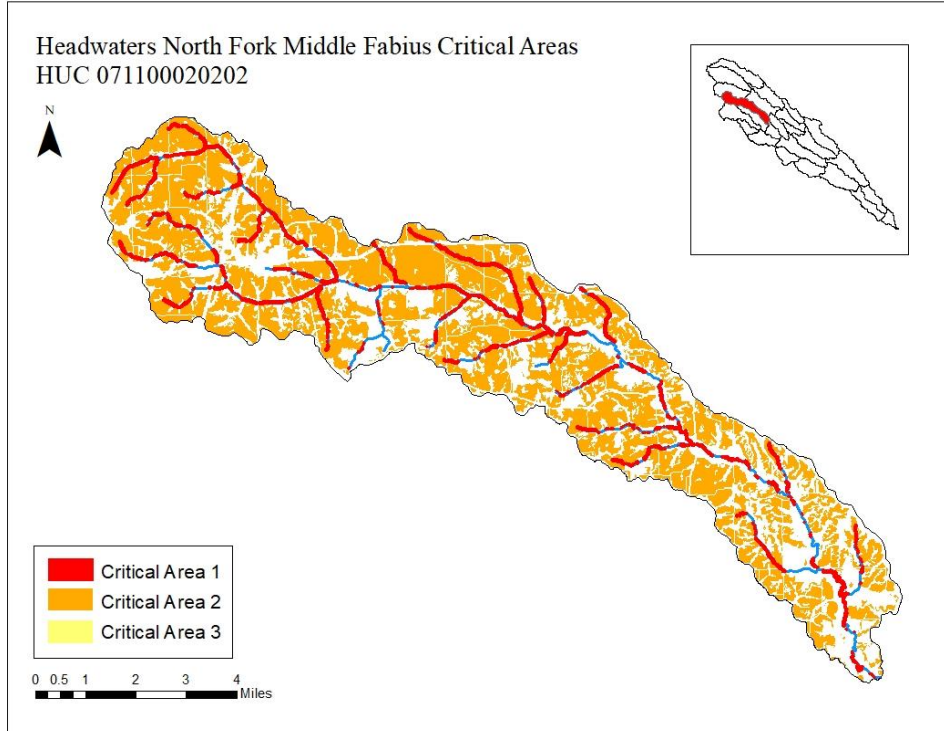 Headwaters North Fork Middle Fabius Critical Areas
HUC 071100020202
N
Critical Area 1
Critical Area 2
Critical Area 3
0 0.5 1 2 3 4
Miles